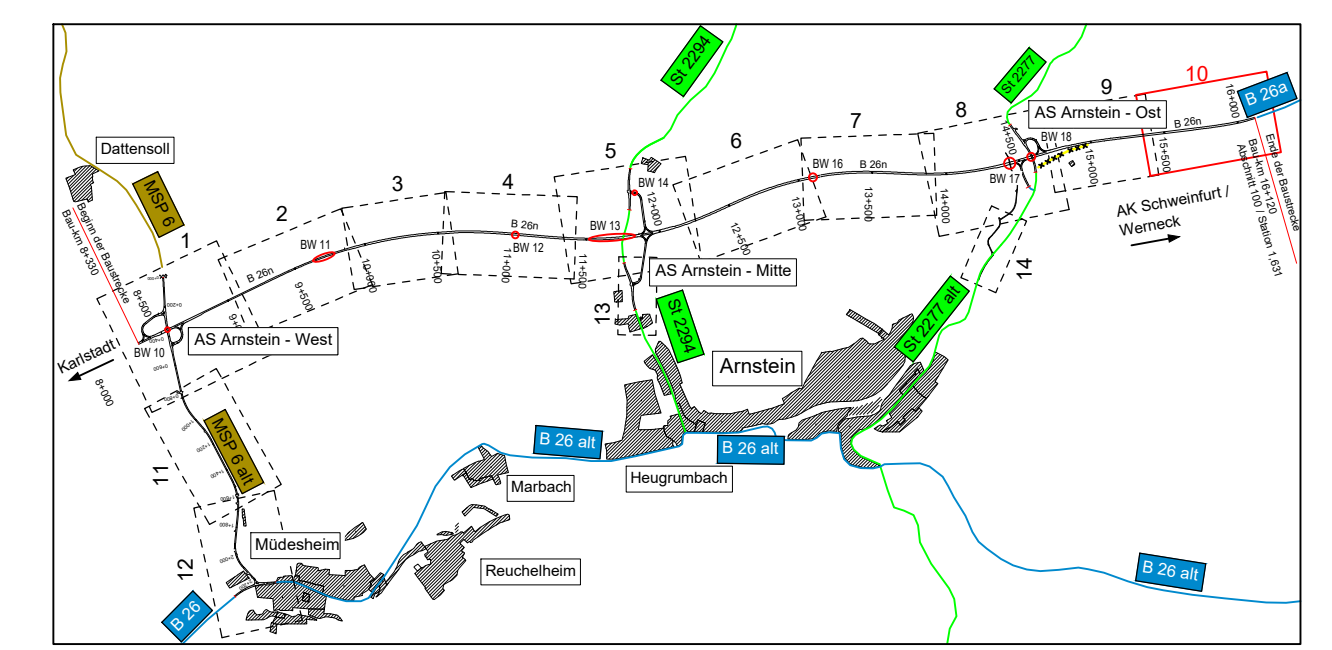 St 2294
St 2277
10
B 26a
16+000
9
8
AS Arnstein - Ost
7
6
5
4
3
2
1
Dattensoll
MSP 6
Beginn der Baustrecke
Bau-km 8+330
8+500
B 26n
BW 11
10+000
10+500
B 26n
BW 12
11+000
BW 13
11+500
BW 14
12+000
12+500
BW 16
B 26n
13+000
13+500
14+000
14+500
BW 17
BW 18
B 26n
15+000
15+500
Ende der Baustrecke
Bau-km 16+120
Abschnitt 100 / Station 1,631
AK Schweinfurt /
Werneck
9+500
AS Arnstein - West
BW 10
Karlstadt
8+000
AS Arnstein - Mitte
13
St 2294
14
St 2277 alt
Arnstein
11
MSP 6 alt
B 26 alt
B 26 alt
Heugrumbach
Marbach
Müdesheim
Reuchelheim
12
B 26
B 26 alt